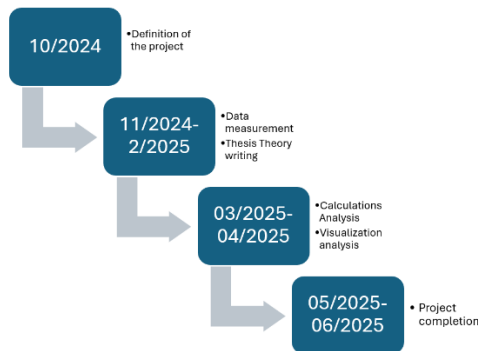 10/2024
•Definition of
the project
11/2024-
2/2025
•Data
measurement
•Thesis Theory
writing
03/2025-
04/2025
•Calculations
Analysis
•Visualization
analysis
05/2025-
06/2025
• Project
completion